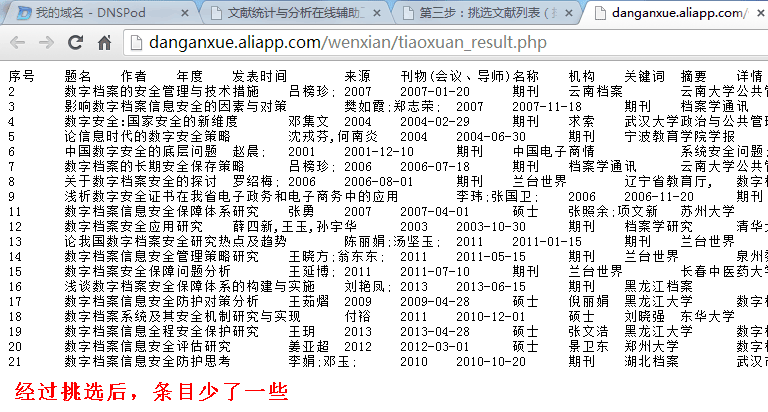 我的域名 - DNSPod
文献统计与分析在线辅助工
第三步：挑选文献列表（
danganxue.aliapp.c
danganxue.aliapp.com/wenxian/tiaoxuan_result.php
序号 题名 作者 年度 发表时间 来源 刊物(会议、导师)名称 机构 关键词 摘要 详情
2 数字档案的安全管理与技术措施 吕榜珍; 2007 2007-01-20 期刊 云南档案 云南大学公共管
3 影响数字档案信息安全的因素与对策 樊如霞;郑志荣; 2007 2007-11-18 期刊 档案学通讯
4 数字安全:国家安全的新维度 邓集文 2004 2004-02-29 期刊 求索 武汉大学政治与公共管
5 论信息时代的数字安全策略 沈戎芬,何南炎 2004 2004-06-30 期刊 宁波教育学院学报
6 中国数字安全的底层问题 赵晨; 2001 2001-12-10 期刊 中国电子商情 系统安全问题;
7 数字档案的长期安全保存策略 吕榜珍; 2006 2006-07-18 期刊 档案学通讯 云南大学公共
8 关于数字档案安全的探讨 罗绍梅; 2006 2006-08-01 期刊 兰台世界 辽宁省教育厅, 数字档
9 浅析数字安全证书在我省电子政务和电子商务中的应用 李玮;张国卫; 2006 2006-11-20 期刊
11 数字档案信息安全保障体系研究 张勇 2007 2007-04-01 硕士 张照余;项文新 苏州大学
12 数字档案安全应用研究 薛四新,王玉,孙宇华 2003 2003-10-30 期刊 档案学研究 清华大
13 论我国数字档案安全研究热点及趋势 陈丽娟;汤坚玉; 2011 2011-01-15 期刊 兰台世界
14 数字档案信息安全管理策略研究 王晓方;翁东东; 2011 2011-05-15 期刊 兰台世界 泉州
15 数字档案安全保障问题分析 王延博; 2011 2011-07-10 期刊 兰台世界 长春中医药大学
16 浅谈数字档案安全保障体系的构建与实施 刘艳凤; 2013 2013-06-15 期刊 黑龙江档案
17 数字档案信息安全防护对策分析 王茹熠 2009 2009-04-28 硕士 倪丽娟 黑龙江大学 数字档
18 数字档案系统及其安全机制研究与实现 付裕 2011 2010-12-01 硕士 刘晓强 东华大学
19 数字档案信息全程安全保护研究 王玥 2013 2013-04-28 硕士 张文浩 黑龙江大学 数字档
20 数字档案信息安全评估研究 姜亚超 2012 2012-03-01 硕士 景卫东 郑州大学 数字档
21 数字档案信息安全防护思考 李娟;邓玉; 2010 2010-10-20 期刊 湖北档案 武汉
经过挑选后，条目少了一些